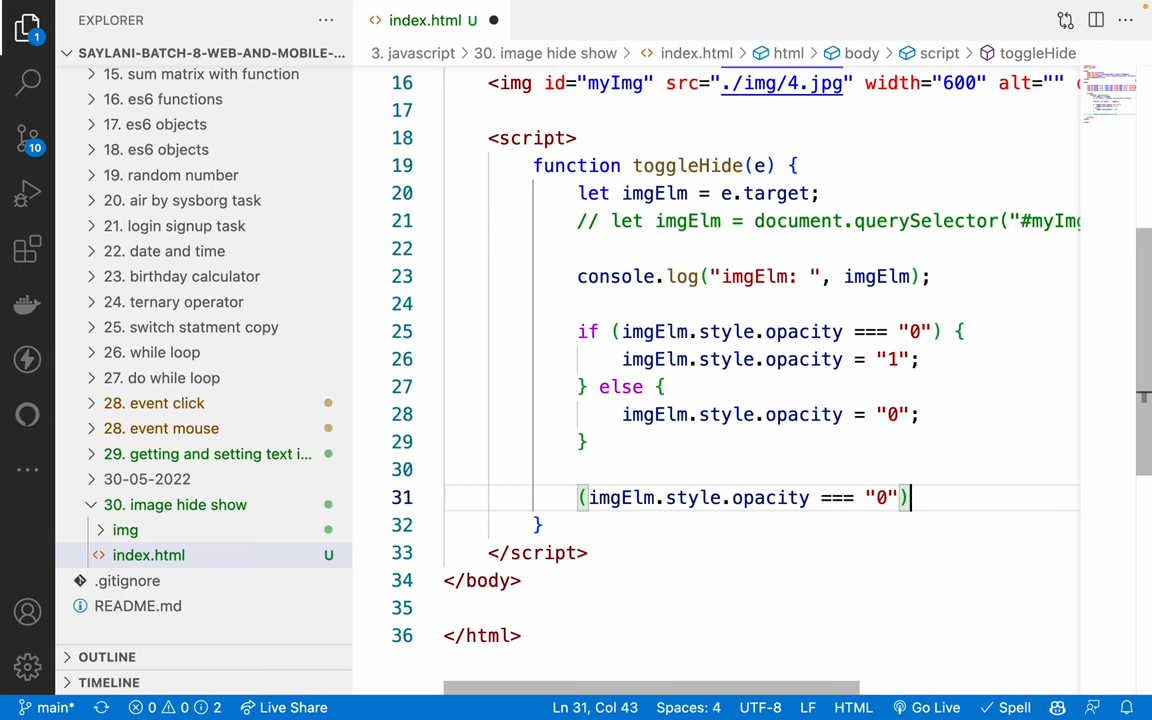 EXPLORER
index.html U
SAYLANI-BATCH-8-WEB-AND-MOBILE-...
3. javascript > 30. image hide show > index.html > html > body > script > toggleHide
15. sum matrix with function
16. es6 functions
17. es6 objects
18. es6 objects
19. random number
20. air by sysborg task
21. login signup task
22. date and time
23. birthday calculator
24. ternary operator
25. switch statment copy
26. while loop
27. do while loop
28. event click
28. event mouse
29. getting and setting text i...
30-05-2022
30. image hide show
img
index.html U
.gitignore
README.md
OUTLINE
TIMELINE
16 <img id="myImg" src="./img/4.jpg" width="600" alt=""
17
18 <script>
19 function toggleHide(e) {
20 let imgElm = e.target;
21 // let imgElm = document.querySelector("#myImg
22
23 console.log("imgElm: ", imgElm);
24
25 if (imgElm.style.opacity === "0") {
26 imgElm.style.opacity = "1";
27 } else {
28 imgElm.style.opacity = "0";
29 }
30
31 (imgElm.style.opacity === "0")
32 }
33 </script>
34 </body>
35
36 </html>
1
10
main* 0 0 2 Live Share Ln 31, Col 43 Spaces: 4 UTF-8 LF HTML Go Live Spell